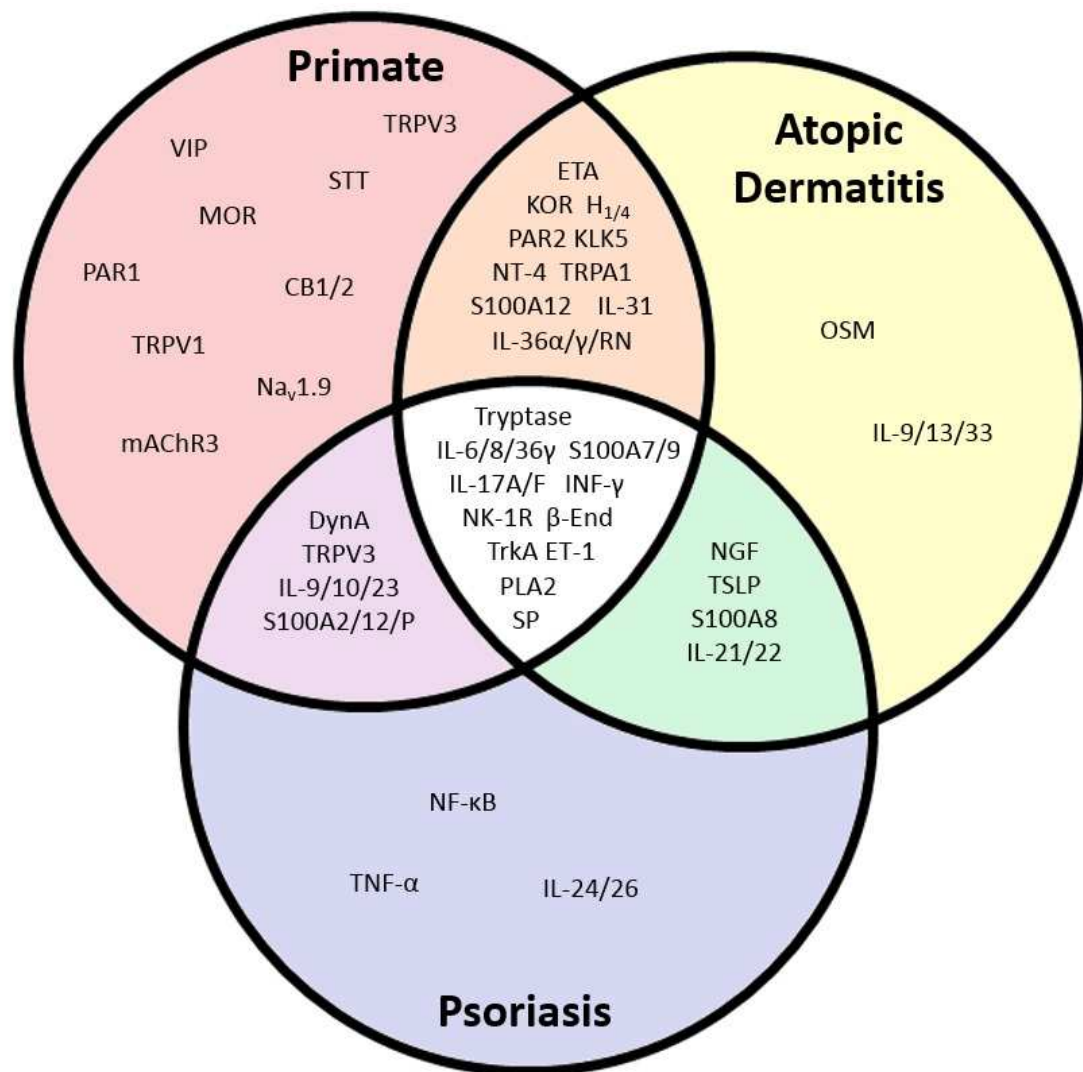 Primate
TRPV3
VIP
STT
MOR
PAR1
CB1/2
TRPV1
Naᵥ1.9
mAChR3
Atopic
Dermatitis
OSM
IL-9/13/33
ETA
KOR H₁/₄
PAR2 KLK5
NT-4 TRPA1
S100A12 IL-31
IL-36α/γ/RN
Tryptase
IL-6/8/36γ S100A7/9
IL-17A/F INF-γ
NK-1R β-End
TrkA ET-1
PLA2
SP
DynA
TRPV3
IL-9/10/23
S100A2/12/P
NGF
TSLP
S100A8
IL-21/22
NF-κB
TNF-α
IL-24/26
Psoriasis